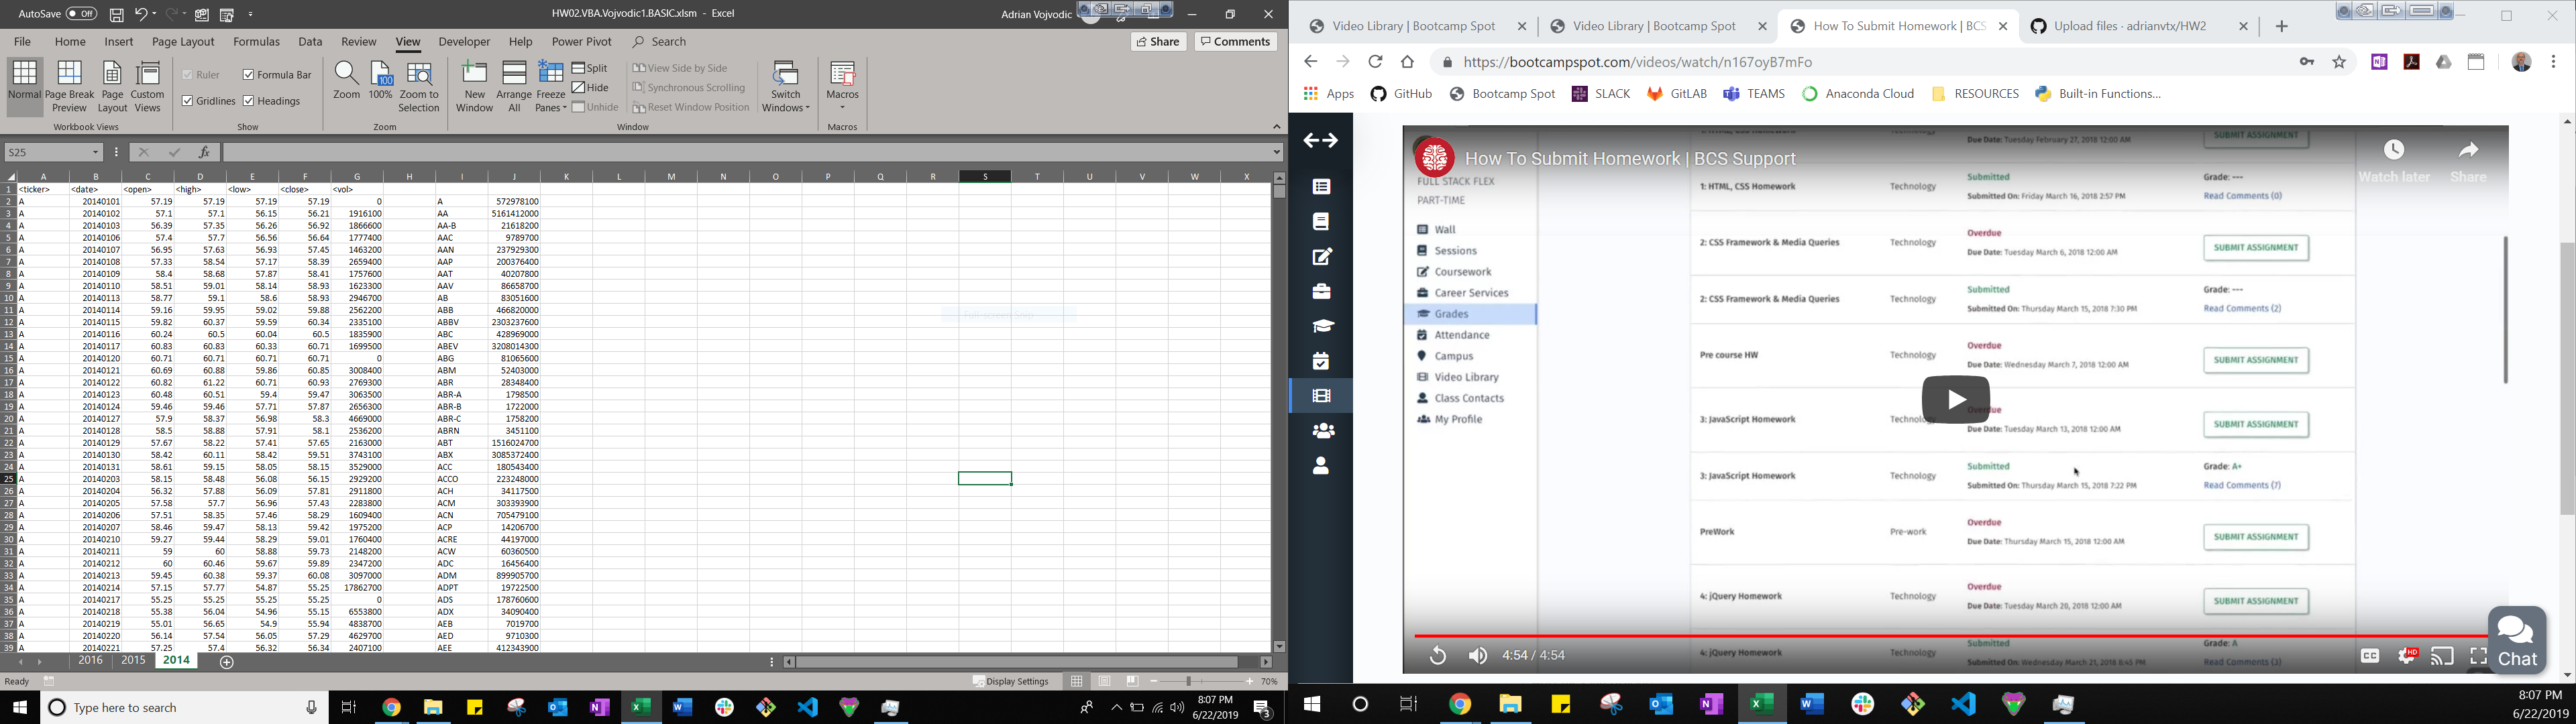 AutoSave Off
HW02.VBA.Vojvodic1.BASIC.xlsm - Excel
Adrian Vojvodic
File Home Insert Page Layout Formulas Data Review View Developer Help Power Pivot Search
Share Comments
Normal
Page Break Preview
Page Layout
Custom Views
Workbook Views
Ruler
Formula Bar
Gridlines
Headings
Show
Zoom
100%
Zoom to Selection
Zoom
New Window
Arrange All
Freeze Panes
Split
Hide
Unhide
View Side by Side
Synchronous Scrolling
Reset Window Position
Switch Windows
Window
Macros
Macros
S25
fx
A B C D E F G H I J K L M N O P Q R S T U V W X
1 <ticker> <date> <open> <high> <low> <close> <vol>
2 A 20140101 57.19 57.19 57.19 57.19 0 A 572978100
3 A 20140102 57.1 57.1 56.15 56.21 1916100 AA 5161412000
4 A 20140103 56.39 57.35 56.26 56.92 1866600 AA-B 21618200
5 A 20140106 57.4 57.7 56.56 56.64 1777400 AAC 9789700
6 A 20140107 56.95 57.63 56.93 57.45 1463200 AAN 237929300
7 A 20140108 57.33 58.54 57.17 58.39 2659400 AAP 200376400
8 A 20140109 58.4 58.68 57.87 58.41 1757600 AAT 40207800
9 A 20140110 58.51 59.01 58.14 58.93 1623300 AAV 86658700
10 A 20140113 58.77 59.1 58.6 58.93 2946700 AB 83051600
11 A 20140114 59.16 59.95 59.02 59.88 2562200 ABB 466820000
12 A 20140115 59.82 60.37 59.59 60.34 2335100 ABBV 2303237600
13 A 20140116 60.24 60.5 60.04 60.5 1835900 ABC 428969000
14 A 20140117 60.83 60.83 60.33 60.71 1699500 ABEV 3208014300
15 A 20140120 60.71 60.71 60.71 60.71 0 ABG 81065600
16 A 20140121 60.69 60.88 59.86 60.85 3008400 ABM 52403000
17 A 20140122 60.82 61.22 60.71 60.93 2769300 ABR 28348400
18 A 20140123 60.48 60.51 59.4 59.47 3063500 ABR-A 1798500
19 A 20140124 59.46 59.46 57.71 57.87 2656300 ABR-B 1722000
20 A 20140127 57.9 58.37 56.98 58.3 4669000 ABR-C 1758200
21 A 20140128 58.5 58.88 57.91 58.1 2536200 ABRN 3451100
22 A 20140129 57.67 58.22 57.41 57.65 2163000 ABT 1516024700
23 A 20140130 58.42 60.11 58.42 59.51 3743100 ABX 3085372400
24 A 20140131 58.61 59.15 58.05 58.15 3529000 ACC 180543400
25 A 20140203 58.15 58.48 56.08 56.15 2929200 ACCO 223248000
26 A 20140204 56.32 57.88 56.09 57.81 2911800 ACH 34117500
27 A 20140205 57.58 57.7 56.96 57.43 2283800 ACM 303393900
28 A 20140206 57.51 58.35 57.46 58.29 1609400 ACN 705479100
29 A 20140207 58.46 59.47 58.13 59.42 1975200 ACP 14206700
30 A 20140210 59.27 59.44 58.29 59.01 1760400 ACRE 44197000
31 A 20140211 59 60 58.88 59.73 2148200 ACW 60360500
32 A 20140212 60 60.46 59.67 59.89 2347200 ADC 16456400
33 A 20140213 59.45 60.38 59.37 60.08 3097000 ADM 899905700
34 A 20140214 57.15 57.77 54.87 55.25 17862700 ADPT 19722500
35 A 20140217 55.25 55.25 55.25 55.25 0 ADS 178760600
36 A 20140218 55.38 56.04 54.96 55.15 6553800 ADX 34090400
37 A 20140219 55.01 56.65 54.9 55.94 4838700 AEB 7019700
38 A 20140220 56.14 57.54 56.05 57.29 4629700 AED 9710300
39 A 20140221 57.25 57.4 56.32 56.34 2407100 AEE 412343900
2016 2015 2014
Ready
Display Settings
70%
Type here to search
8:07 PM
6/22/2019
3
Video Library | Bootcamp Spot
Video Library | Bootcamp Spot
How To Submit Homework | BCS
Upload files · adrianvtx/HW2
https://bootcampspot.com/videos/watch/n167oyB7mFo
Apps GitHub Bootcamp Spot SLACK GitLAB TEAMS Anaconda Cloud RESOURCES Built-in Functions...
How To Submit Homework | BCS Support
Watch later
Share
FULL STACK FLEX
PART-TIME
Wall
Sessions
Coursework
Career Services
Grades
Attendance
Campus
Video Library
Class Contacts
My Profile
Due Date: Tuesday February 27, 2018 12:00 AM
SUBMIT ASSIGNMENT
1: HTML, CSS Homework Technology Submitted Grade: ---
Submitted On: Friday March 16, 2018 2:57 PM Read Comments (0)
2: CSS Framework & Media Queries Technology Overdue
Due Date: Tuesday March 6, 2018 12:00 AM SUBMIT ASSIGNMENT
2: CSS Framework & Media Queries Technology Submitted Grade: ---
Submitted On: Thursday March 15, 2018 7:30 PM Read Comments (2)
Pre course HW Technology Overdue
Due Date: Wednesday March 7, 2018 12:00 AM SUBMIT ASSIGNMENT
3: JavaScript Homework Technology
Due Date: Tuesday March 13, 2018 12:00 AM SUBMIT ASSIGNMENT
3: JavaScript Homework Technology Submitted Grade: A+
Submitted On: Thursday March 15, 2018 7:22 PM Read Comments (7)
PreWork Pre-work Overdue
Due Date: Thursday March 15, 2018 12:00 AM SUBMIT ASSIGNMENT
4: jQuery Homework Technology Overdue
Due Date: Tuesday March 20, 2018 12:00 AM SUBMIT ASSIGNMENT
4: jQuery Homework Technology Submitted Grade: A
Submitted On: Wednesday March 21, 2018 8:45 PM Read Comments (3)
4:54 / 4:54
CC
HD
Chat
8:07 PM
6/22/2019